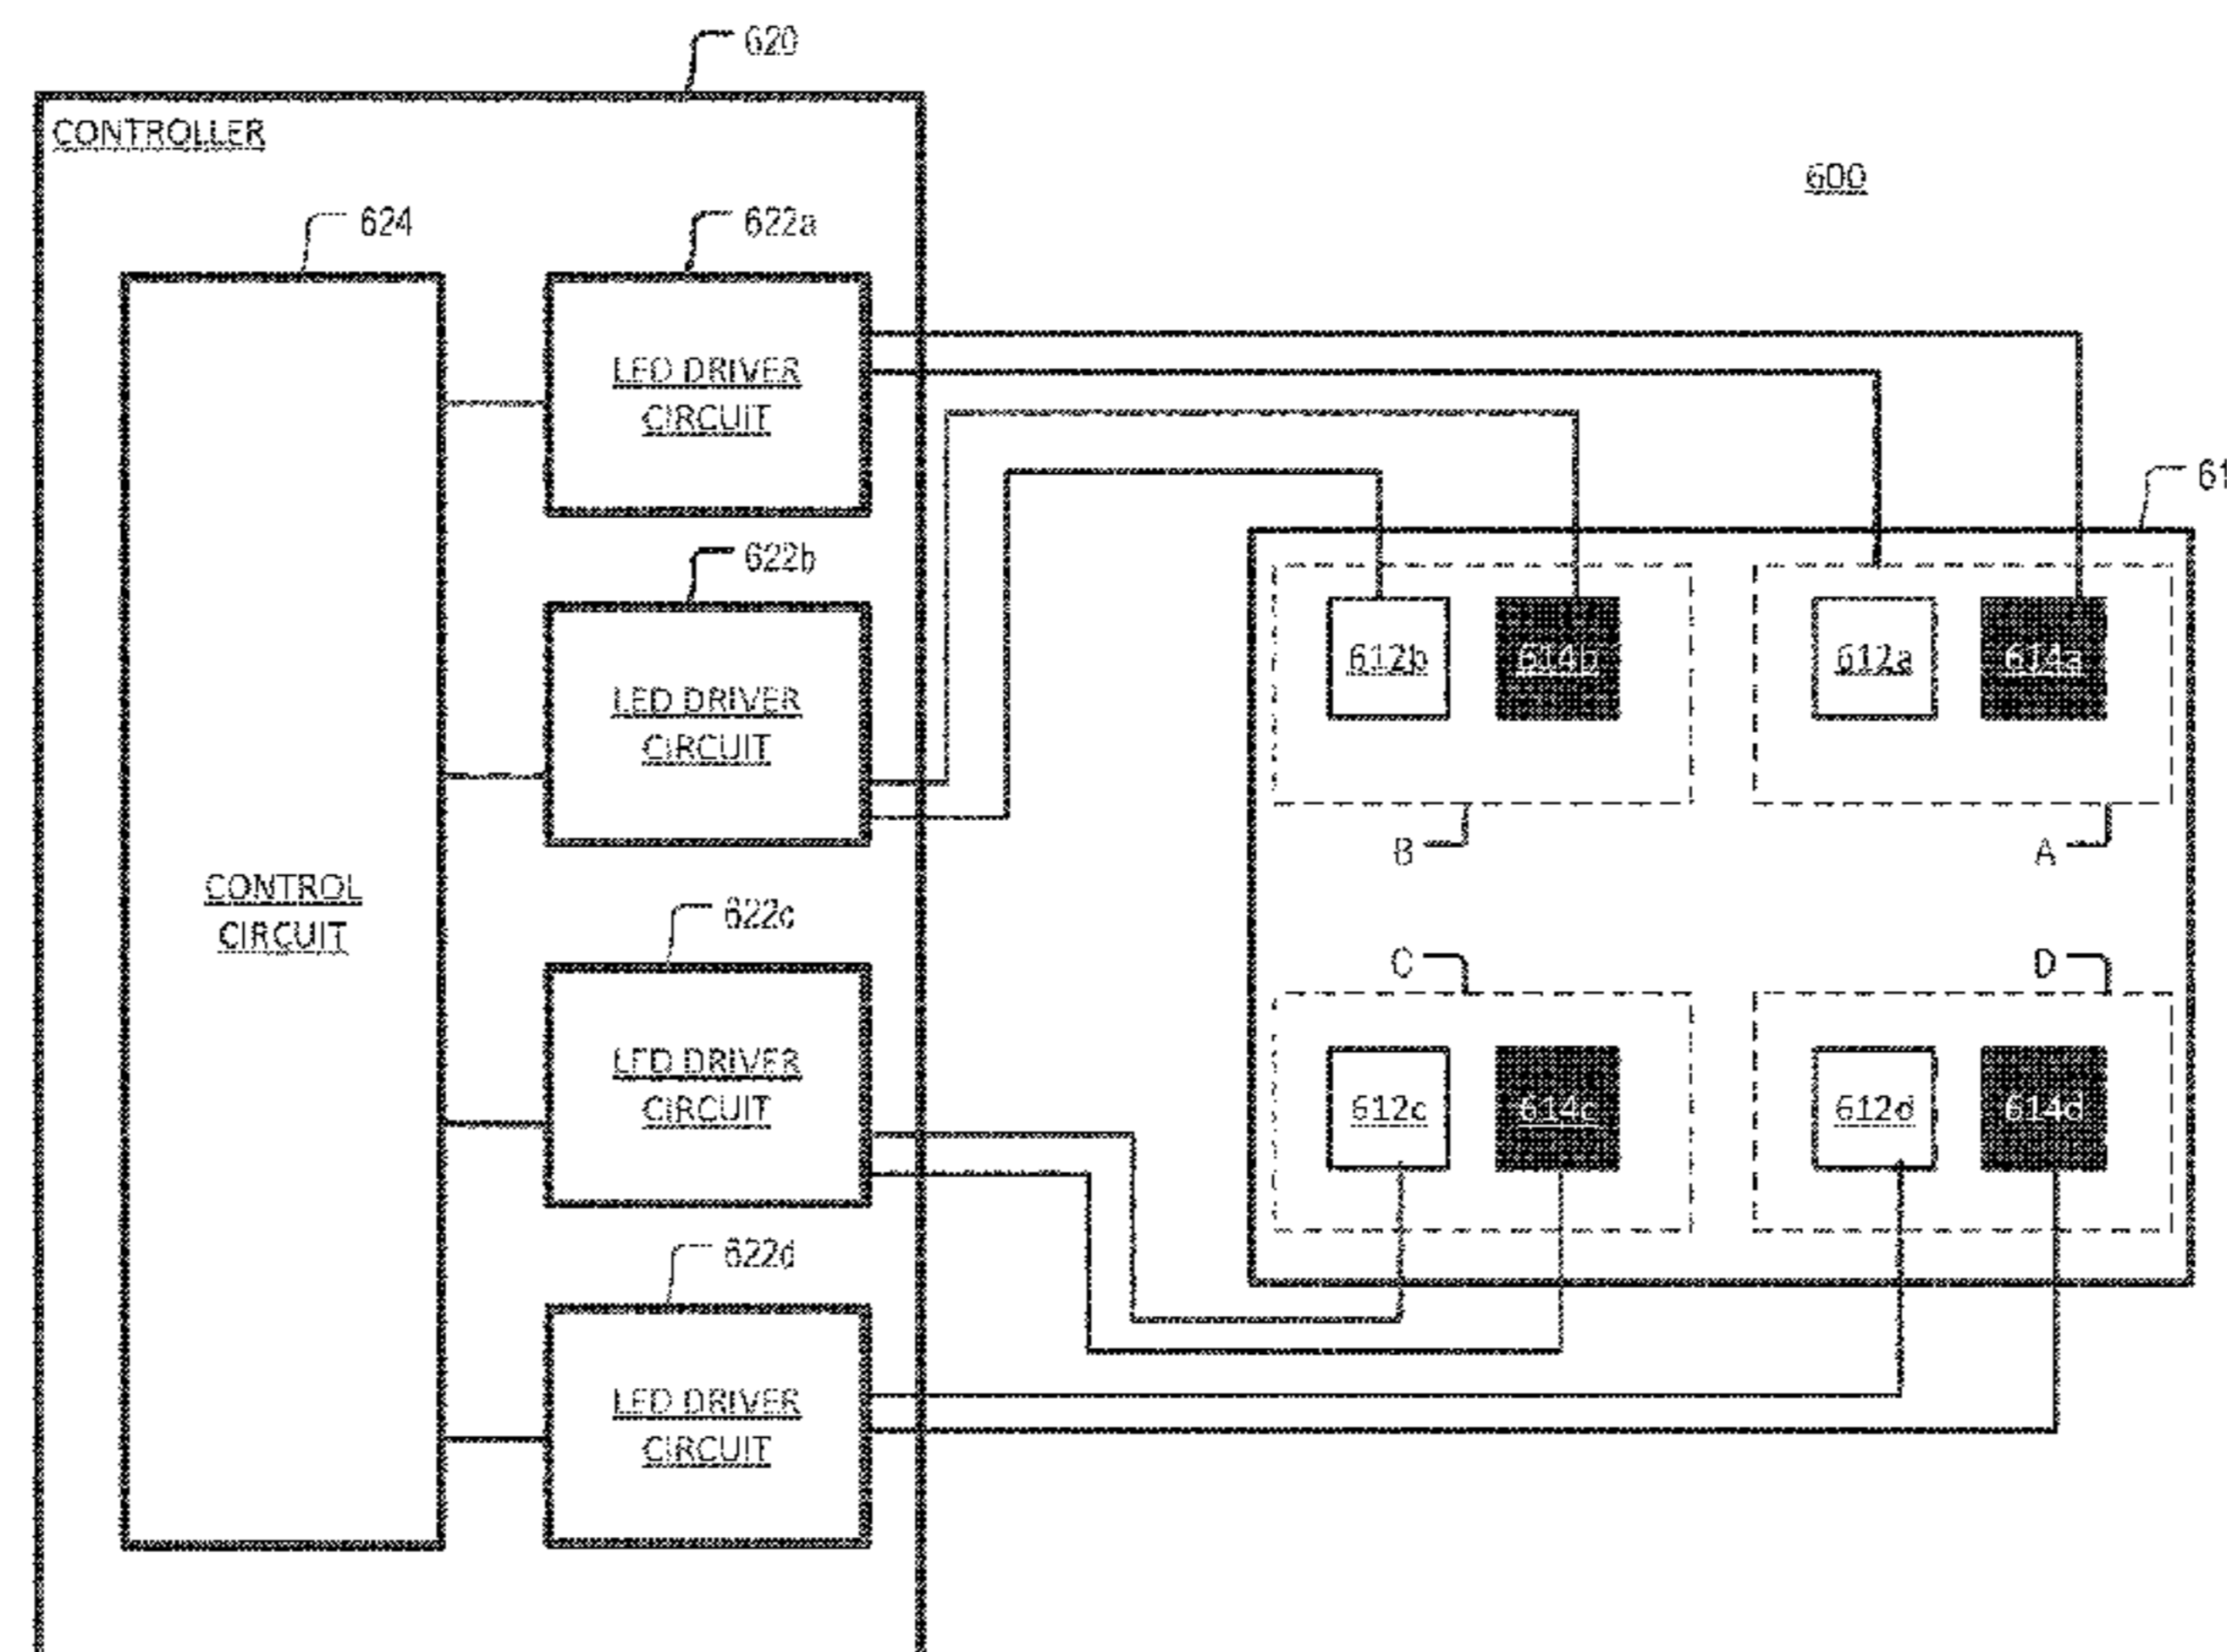 620
CONTROLLER
600
624
622a
LED DRIVER
CIRCUIT
61
622b
LED DRIVER
CIRCUIT
612b
614b
612a
614a
B
A
CONTROL
CIRCUIT
622c
C
D
LED DRIVER
CIRCUIT
612c
614c
612d
614d
622d
LED DRIVER
CIRCUIT